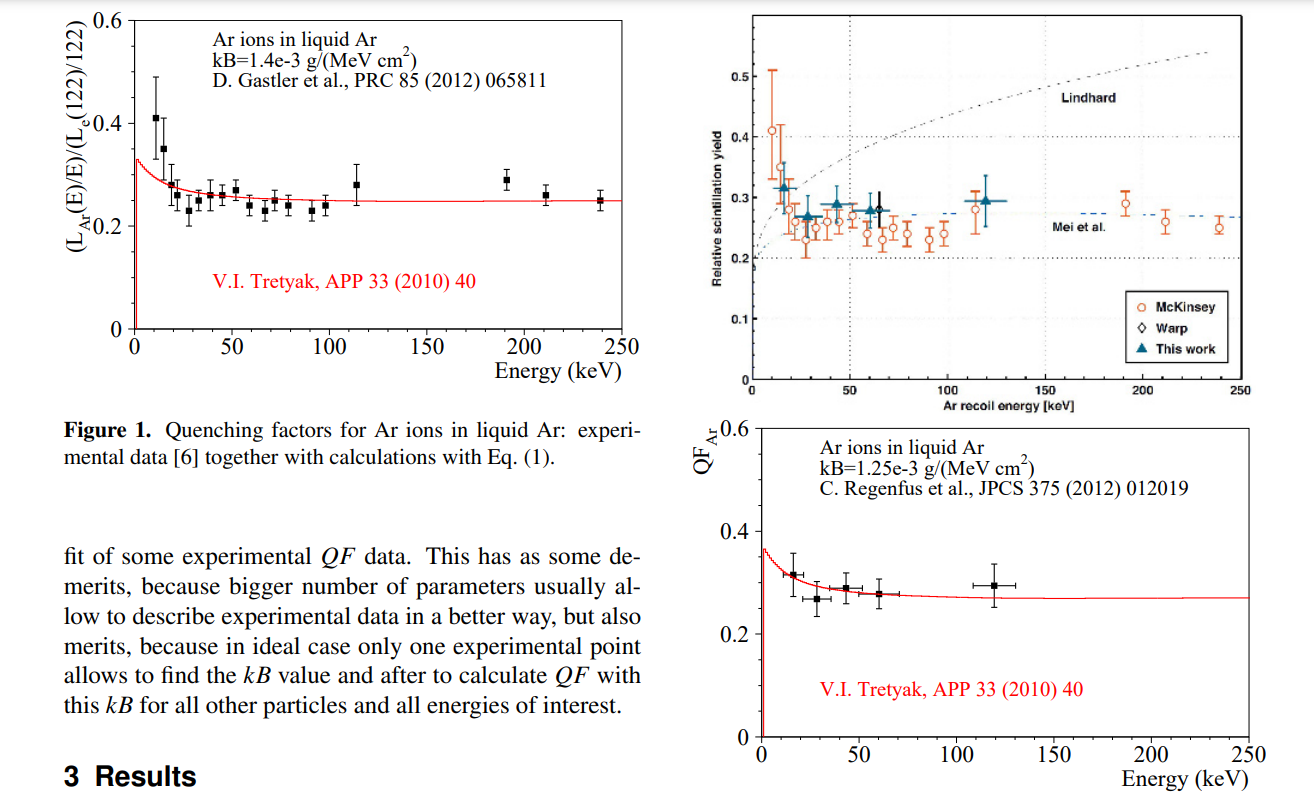 0.6
0.4
0.2
0
(L_Ar(E)/E)/(L_e(122)/122)
Ar ions in liquid Ar
kB=1.4e-3 g/(MeV cm²)
D. Gastler et al., PRC 85 (2012) 065811
V.I. Tretyak, APP 33 (2010) 40
0 50 100 150 200 250
Energy (keV)
Figure 1. Quenching factors for Ar ions in liquid Ar: experi-
mental data [6] together with calculations with Eq. (1).
fit of some experimental QF data. This has as some de-
merits, because bigger number of parameters usually al-
low to describe experimental data in a better way, but also
merits, because in ideal case only one experimental point
allows to find the kB value and after to calculate QF with
this kB for all other particles and all energies of interest.
3 Results
Relative scintillation yield
0.5
0.4
0.3
0.2
0.1
0
Lindhard
Mei et al.
McKinsey
Warp
This work
0 50 100 150 200 250
Ar recoil energy [keV]
QF_Ar
0.6
0.4
0.2
0
Ar ions in liquid Ar
kB=1.25e-3 g/(MeV cm²)
C. Regenfus et al., JPCS 375 (2012) 012019
V.I. Tretyak, APP 33 (2010) 40
0 50 100 150 200 250
Energy (keV)